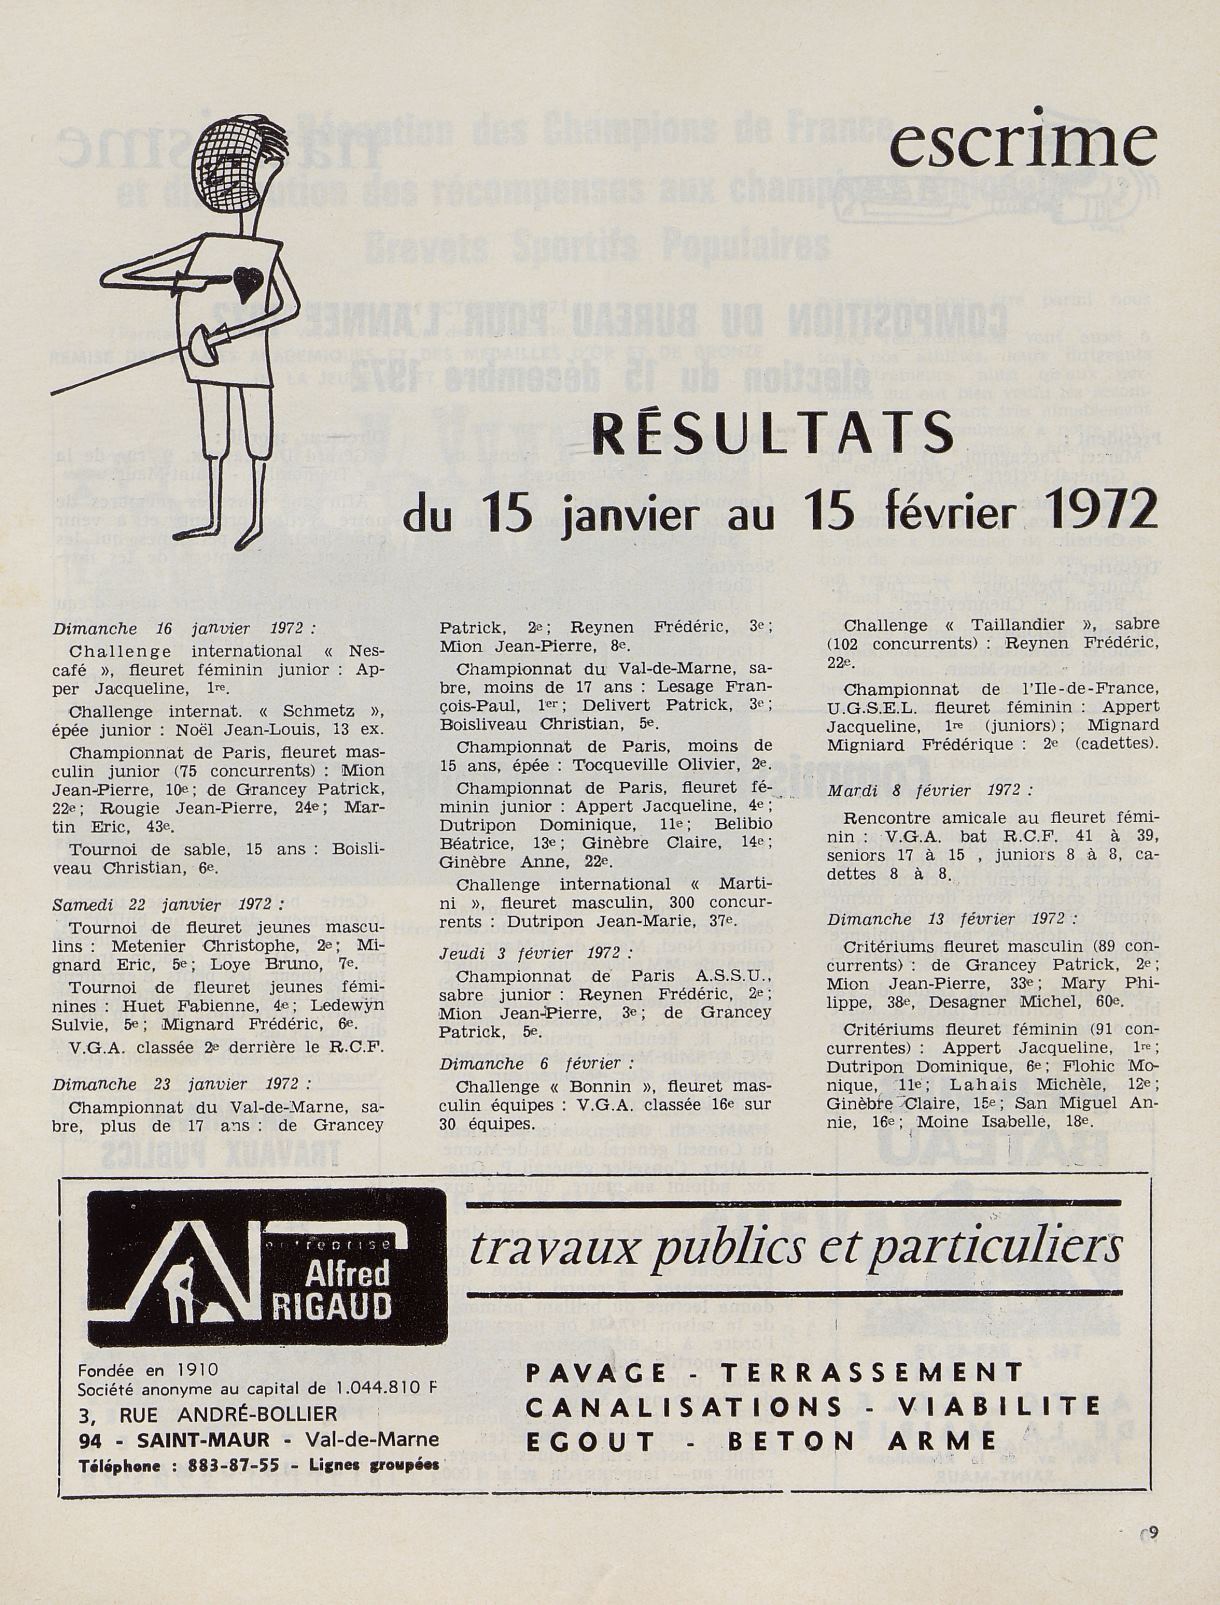 escrime
RÉSULTATS
du 15 janvier au 15 février 1972
Dimanche 16 janvier 1972 :
Challenge international « Nes-
café », fleuret féminin junior : Ap-
per Jacqueline, 1re.
Challenge internat. « Schmetz »,
épée junior : Noël Jean-Louis, 13 ex.
Championnat de Paris, fleuret mas-
culin junior (75 concurrents) : Mion
Jean-Pierre, 10e ; de Grancey Patrick,
22e ; Rougie Jean-Pierre, 24e ; Mar-
tin Eric, 43e.
Tournoi de sable, 15 ans : Boisli-
veau Christian, 6e.
Samedi 22 janvier 1972 :
Tournoi de fleuret jeunes mascu-
lins : Metenier Christophe, 2e ; Mi-
gnard Eric, 5e ; Loye Bruno, 7e.
Tournoi de fleuret jeunes fémi-
nines : Huet Fabienne, 4e ; Ledewyn
Sulvie, 5e ; Mignard Frédéric, 6e.
V.G.A. classée 2e derrière le R.C.F.
Dimanche 23 janvier 1972 :
Championnat du Val-de-Marne, sa-
bre, plus de 17 ans : de Grancey
Patrick, 2e ; Reynen Frédéric, 3e ;
Mion Jean-Pierre, 8e.
Championnat du Val-de-Marne, sa-
bre, moins de 17 ans : Lesage Fran-
çois-Paul, 1er ; Delivert Patrick, 3e ;
Boisliveau Christian, 5e.
Championnat de Paris, moins de
15 ans, épée : Tocqueville Olivier, 2e.
Championnat de Paris, fleuret fé-
minin junior : Appert Jacqueline, 4e ;
Dutripon Dominique, 11e ; Belibio
Béatrice, 13e ; Ginèbre Claire, 14e ;
Ginèbre Anne, 22e.
Challenge international « Marti-
ni », fleuret masculin, 300 concur-
rents : Dutripon Jean-Marie, 37e.
Jeudi 3 février 1972 :
Championnat de Paris A.S.S.U.,
sabre junior : Reynen Frédéric, 2e ;
Mion Jean-Pierre, 3e ; de Grancey
Patrick, 5e.
Dimanche 6 février :
Challenge « Bonnin », fleuret mas-
culin équipes : V.G.A. classée 16e sur
30 équipes.
Challenge « Taillandier », sabre
(102 concurrents) : Reynen Frédéric,
22e.
Championnat de l'Ile-de-France,
U.G.S.E.L. fleuret féminin : Appert
Jacqueline, 1re (juniors) ; Mignard
Migniard Frédérique : 2e (cadettes).
Mardi 8 février 1972 :
Rencontre amicale au fleuret fémi-
nin : V.G.A. bat R.C.F. 41 à 39,
seniors 17 à 15 , juniors 8 à 8, ca-
dettes 8 à 8.
Dimanche 13 février 1972 :
Critériums fleuret masculin (89 con-
currents) : de Grancey Patrick, 2e ;
Mion Jean-Pierre, 33e ; Mary Phi-
lippe, 38e, Desagner Michel, 60e.
Critériums fleuret féminin (91 con-
currentes) : Appert Jacqueline, 1re ;
Dutripon Dominique, 6e ; Flohic Mo-
nique, 11e ; Lahais Michèle, 12e ;
Ginèbre Claire, 15e ; San Miguel An-
nie, 16e ; Moine Isabelle, 18e.
entreprise
Alfred
RIGAUD
travaux publics et particuliers
Fondée en 1910
Société anonyme au capital de 1.044.810 F
3, RUE ANDRÉ-BOLLIER
94 - SAINT-MAUR - Val-de-Marne
Téléphone : 883-87-55 - Lignes groupées
PAVAGE - TERRASSEMENT
CANALISATIONS - VIABILITE
EGOUT - BETON ARME
9